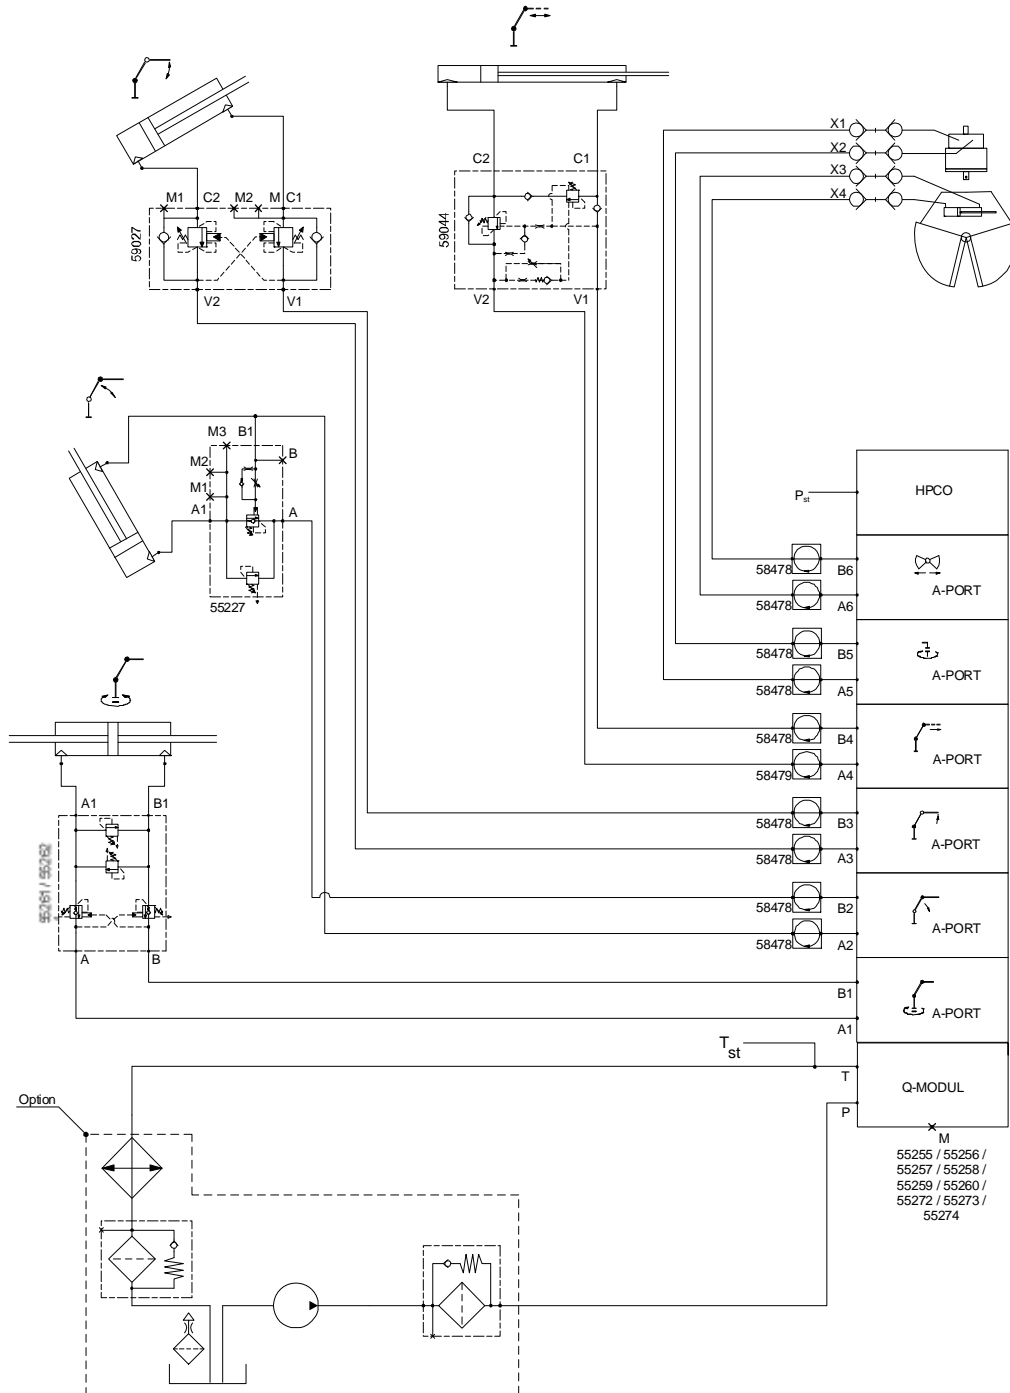 X1
X2
X3
X4
M1
C2
M2
M
C1
59027
V2
V1
C2
C1
59044
V2
V1
M3
B1
B
M2
M1
A1
A
55227
HPCO
Pst
58478
B6
A-PORT
58478
A6
58478
B5
A-PORT
58478
A5
58478
B4
A-PORT
58479
A4
58478
B3
A-PORT
58478
A3
58478
B2
A-PORT
58478
A2
A1
B1
55261 / 55262
A
B
B1
A-PORT
A1
Tst
T
Q-MODUL
P
M
55255 / 55256 /
55257 / 55258 /
55259 / 55260 /
55272 / 55273 /
55274
Option